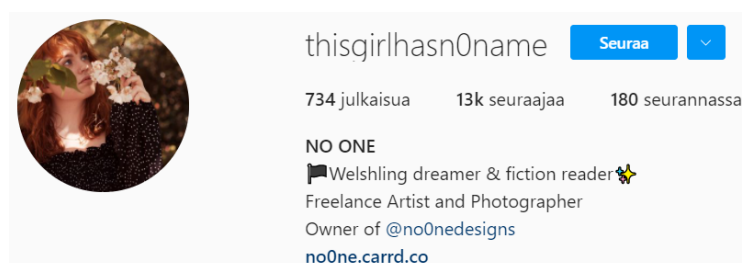 thisgirlhasn0name Seuraa
734 julkaisua 13k seuraajaa 180 seurannassa
NO ONE
🏴Welshling dreamer & fiction reader✨
Freelance Artist and Photographer
Owner of @no0nedesigns
no0ne.carrd.co